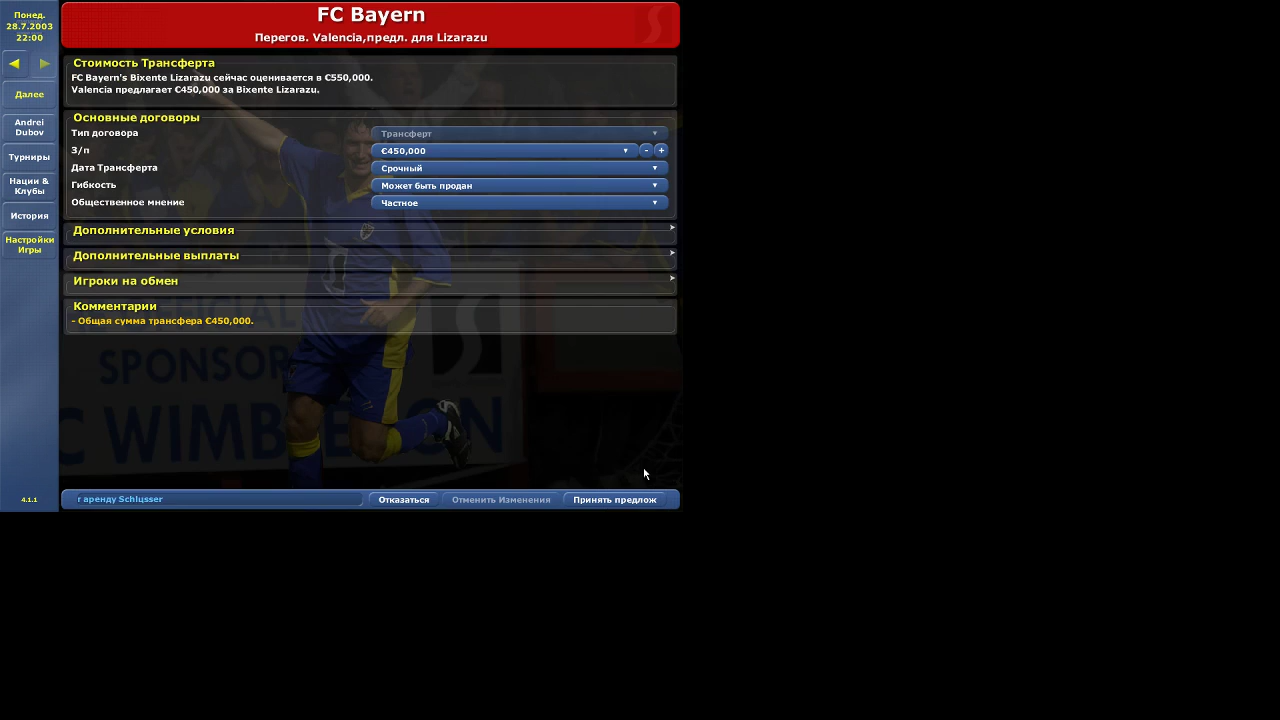 Понед.
28.7.2003
22:00
FC Bayern
Перегов. Valencia,предл. для Lizarazu
Далее
Andrei
Dubov
Турниры
Нации &
Клубы
История
Настройки
Игры
4.1.1
Стоимость Трансферта
FC Bayern's Bixente Lizarazu сейчас оценивается в €550,000.
Valencia предлагает €450,000 за Bixente Lizarazu.
Основные договоры
Тип договора Трансферт
З/п €450,000 - +
Дата Трансферта Срочный
Гибкость Может быть продан
Общественное мнение Частное
Дополнительные условия
Дополнительные выплаты
Игроки на обмен
Комментарии
- Общая сумма трансфера €450,000.
OFFICIAL
SPONSOR
C WIMB ON
аренду Schlцsser
Отказаться Отменить Изменения Принять предлож